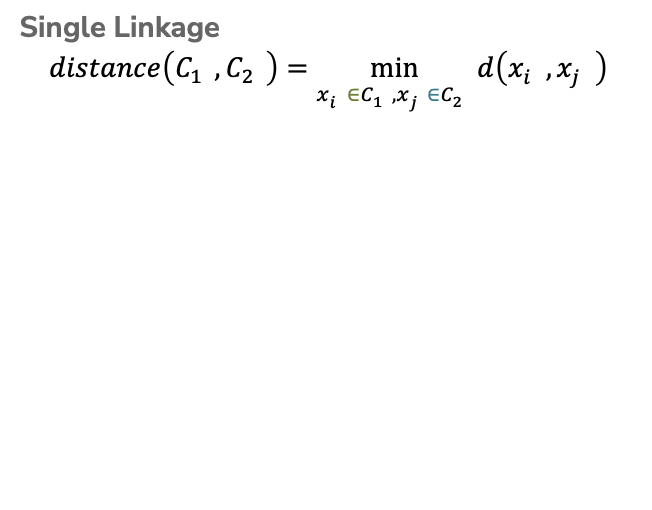 Single Linkage
distance(C₁ , C₂ ) = min d(xᵢ , xⱼ )
xᵢ ∈C₁ ,xⱼ ∈C₂